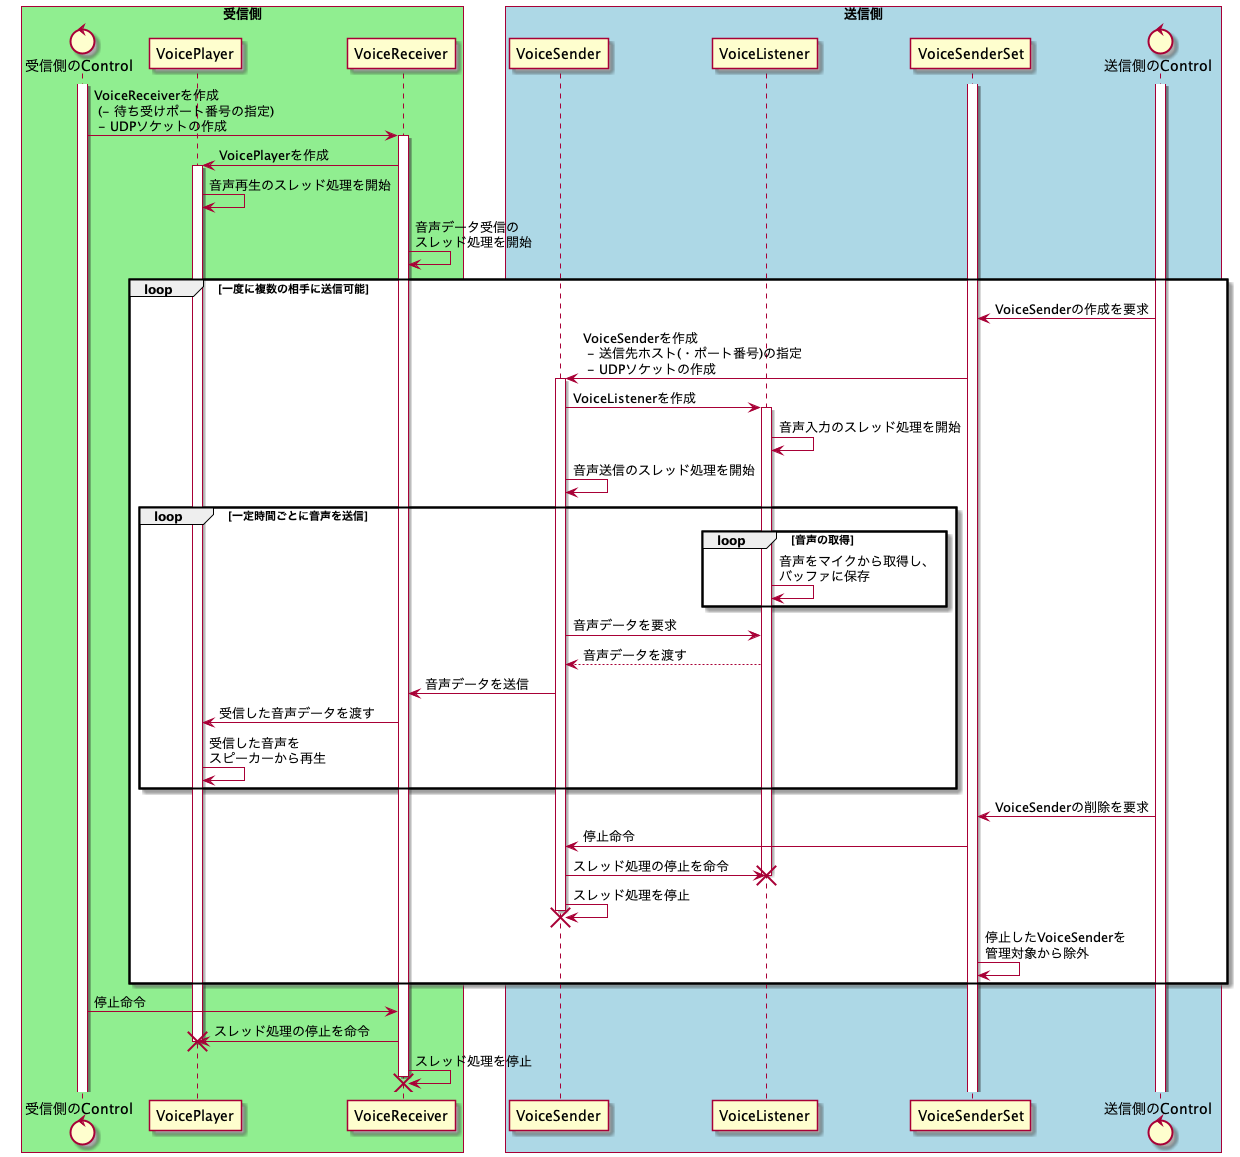 受信側
送信側
受信側のControl
VoicePlayer
VoiceReceiver
VoiceSender
VoiceListener
VoiceSenderSet
送信側のControl
VoiceReceiverを作成
(- 待ち受けポート番号の指定)
- UDPソケットの作成
VoicePlayerを作成
音声再生のスレッド処理を開始
音声データ受信の
スレッド処理を開始
loop
[一度に複数の相手に送信可能]
VoiceSenderの作成を要求
VoiceSenderを作成
- 送信先ホスト(・ポート番号)の指定
- UDPソケットの作成
VoiceListenerを作成
音声入力のスレッド処理を開始
音声送信のスレッド処理を開始
loop
[一定時間ごとに音声を送信]
loop
[音声の取得]
音声をマイクから取得し、
バッファに保存
音声データを要求
音声データを渡す
音声データを送信
受信した音声データを渡す
受信した音声を
スピーカーから再生
VoiceSenderの削除を要求
停止命令
スレッド処理の停止を命令
スレッド処理を停止
停止したVoiceSenderを
管理対象から除外
停止命令
スレッド処理の停止を命令
スレッド処理を停止
受信側のControl
VoicePlayer
VoiceReceiver
VoiceSender
VoiceListener
VoiceSenderSet
送信側のControl